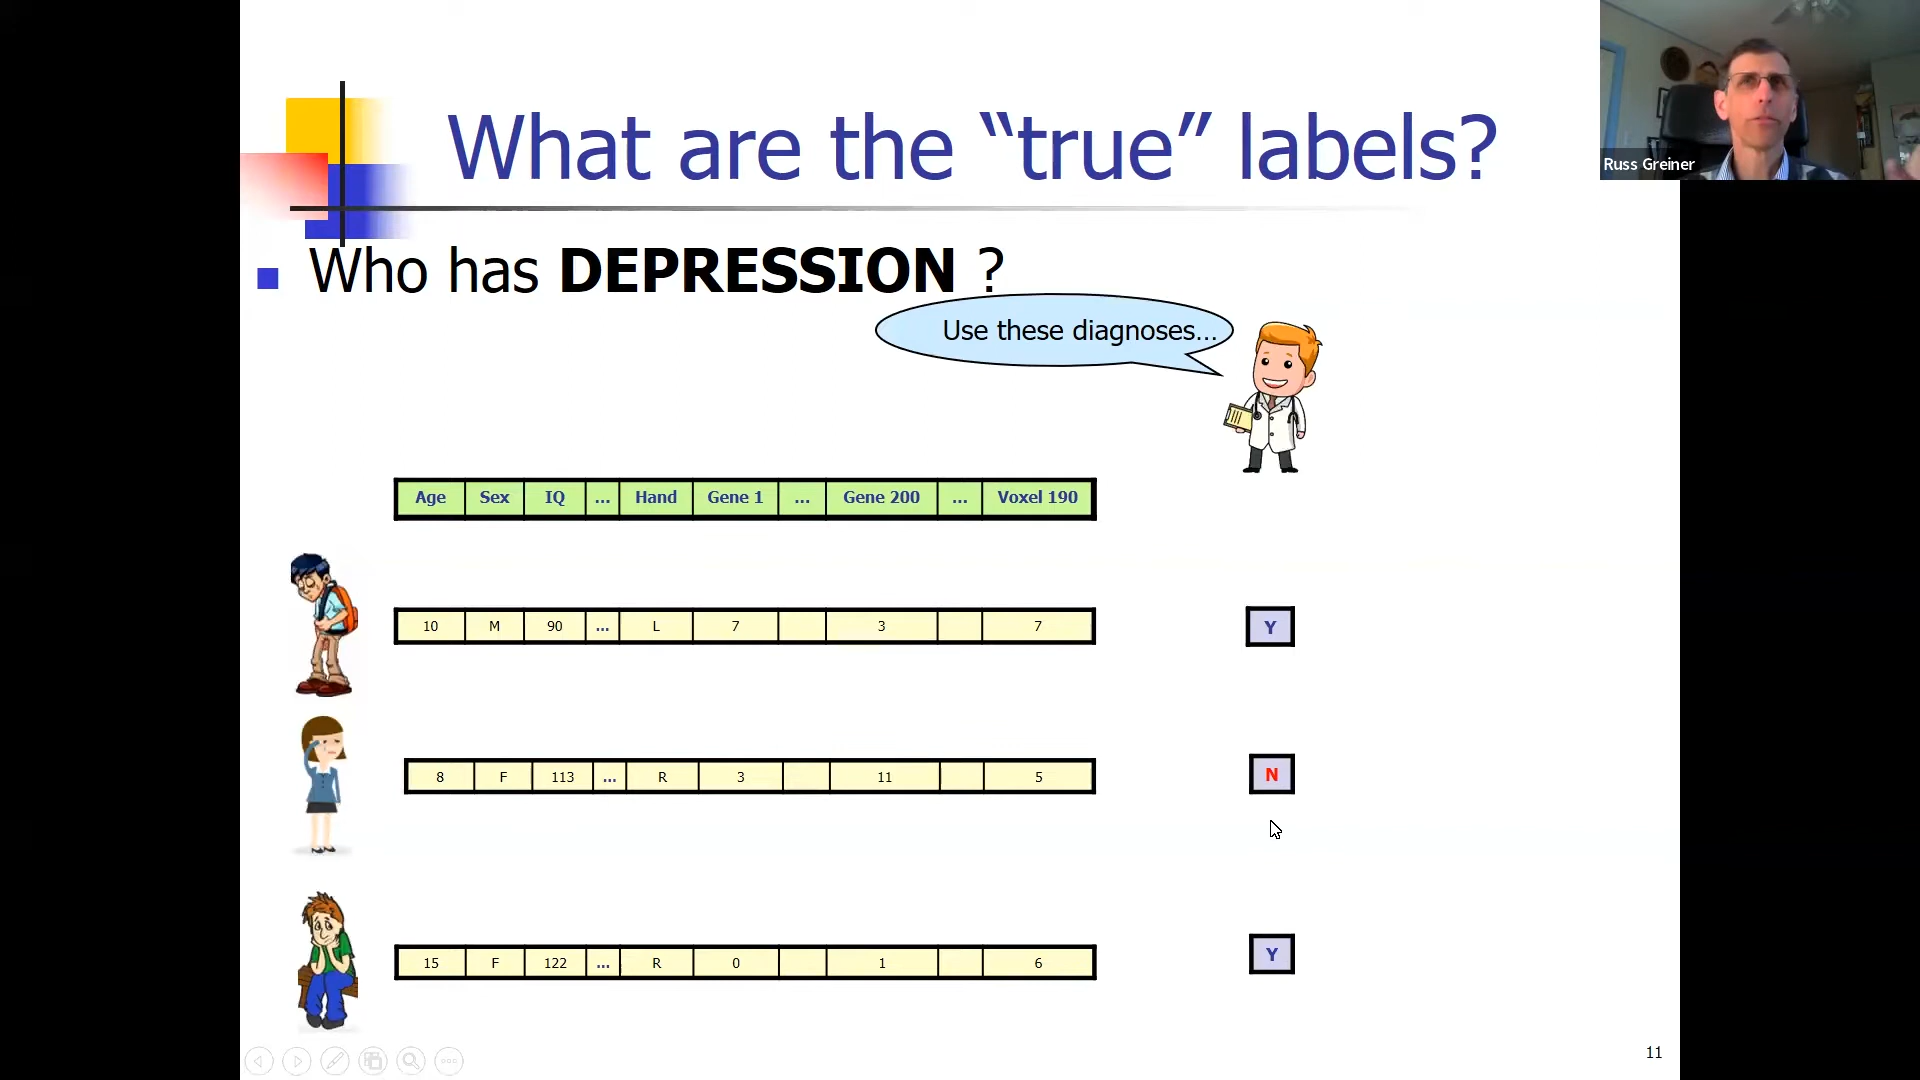 What are the “true” labels?
Russ Greiner
Who has DEPRESSION ?
Use these diagnoses...
Age Sex IQ ... Hand Gene 1 ... Gene 200 ... Voxel 190
10 M 90 ... L 7 3 7 Y
8 F 113 ... R 3 11 5 N
15 F 122 ... R 0 1 6 Y
11